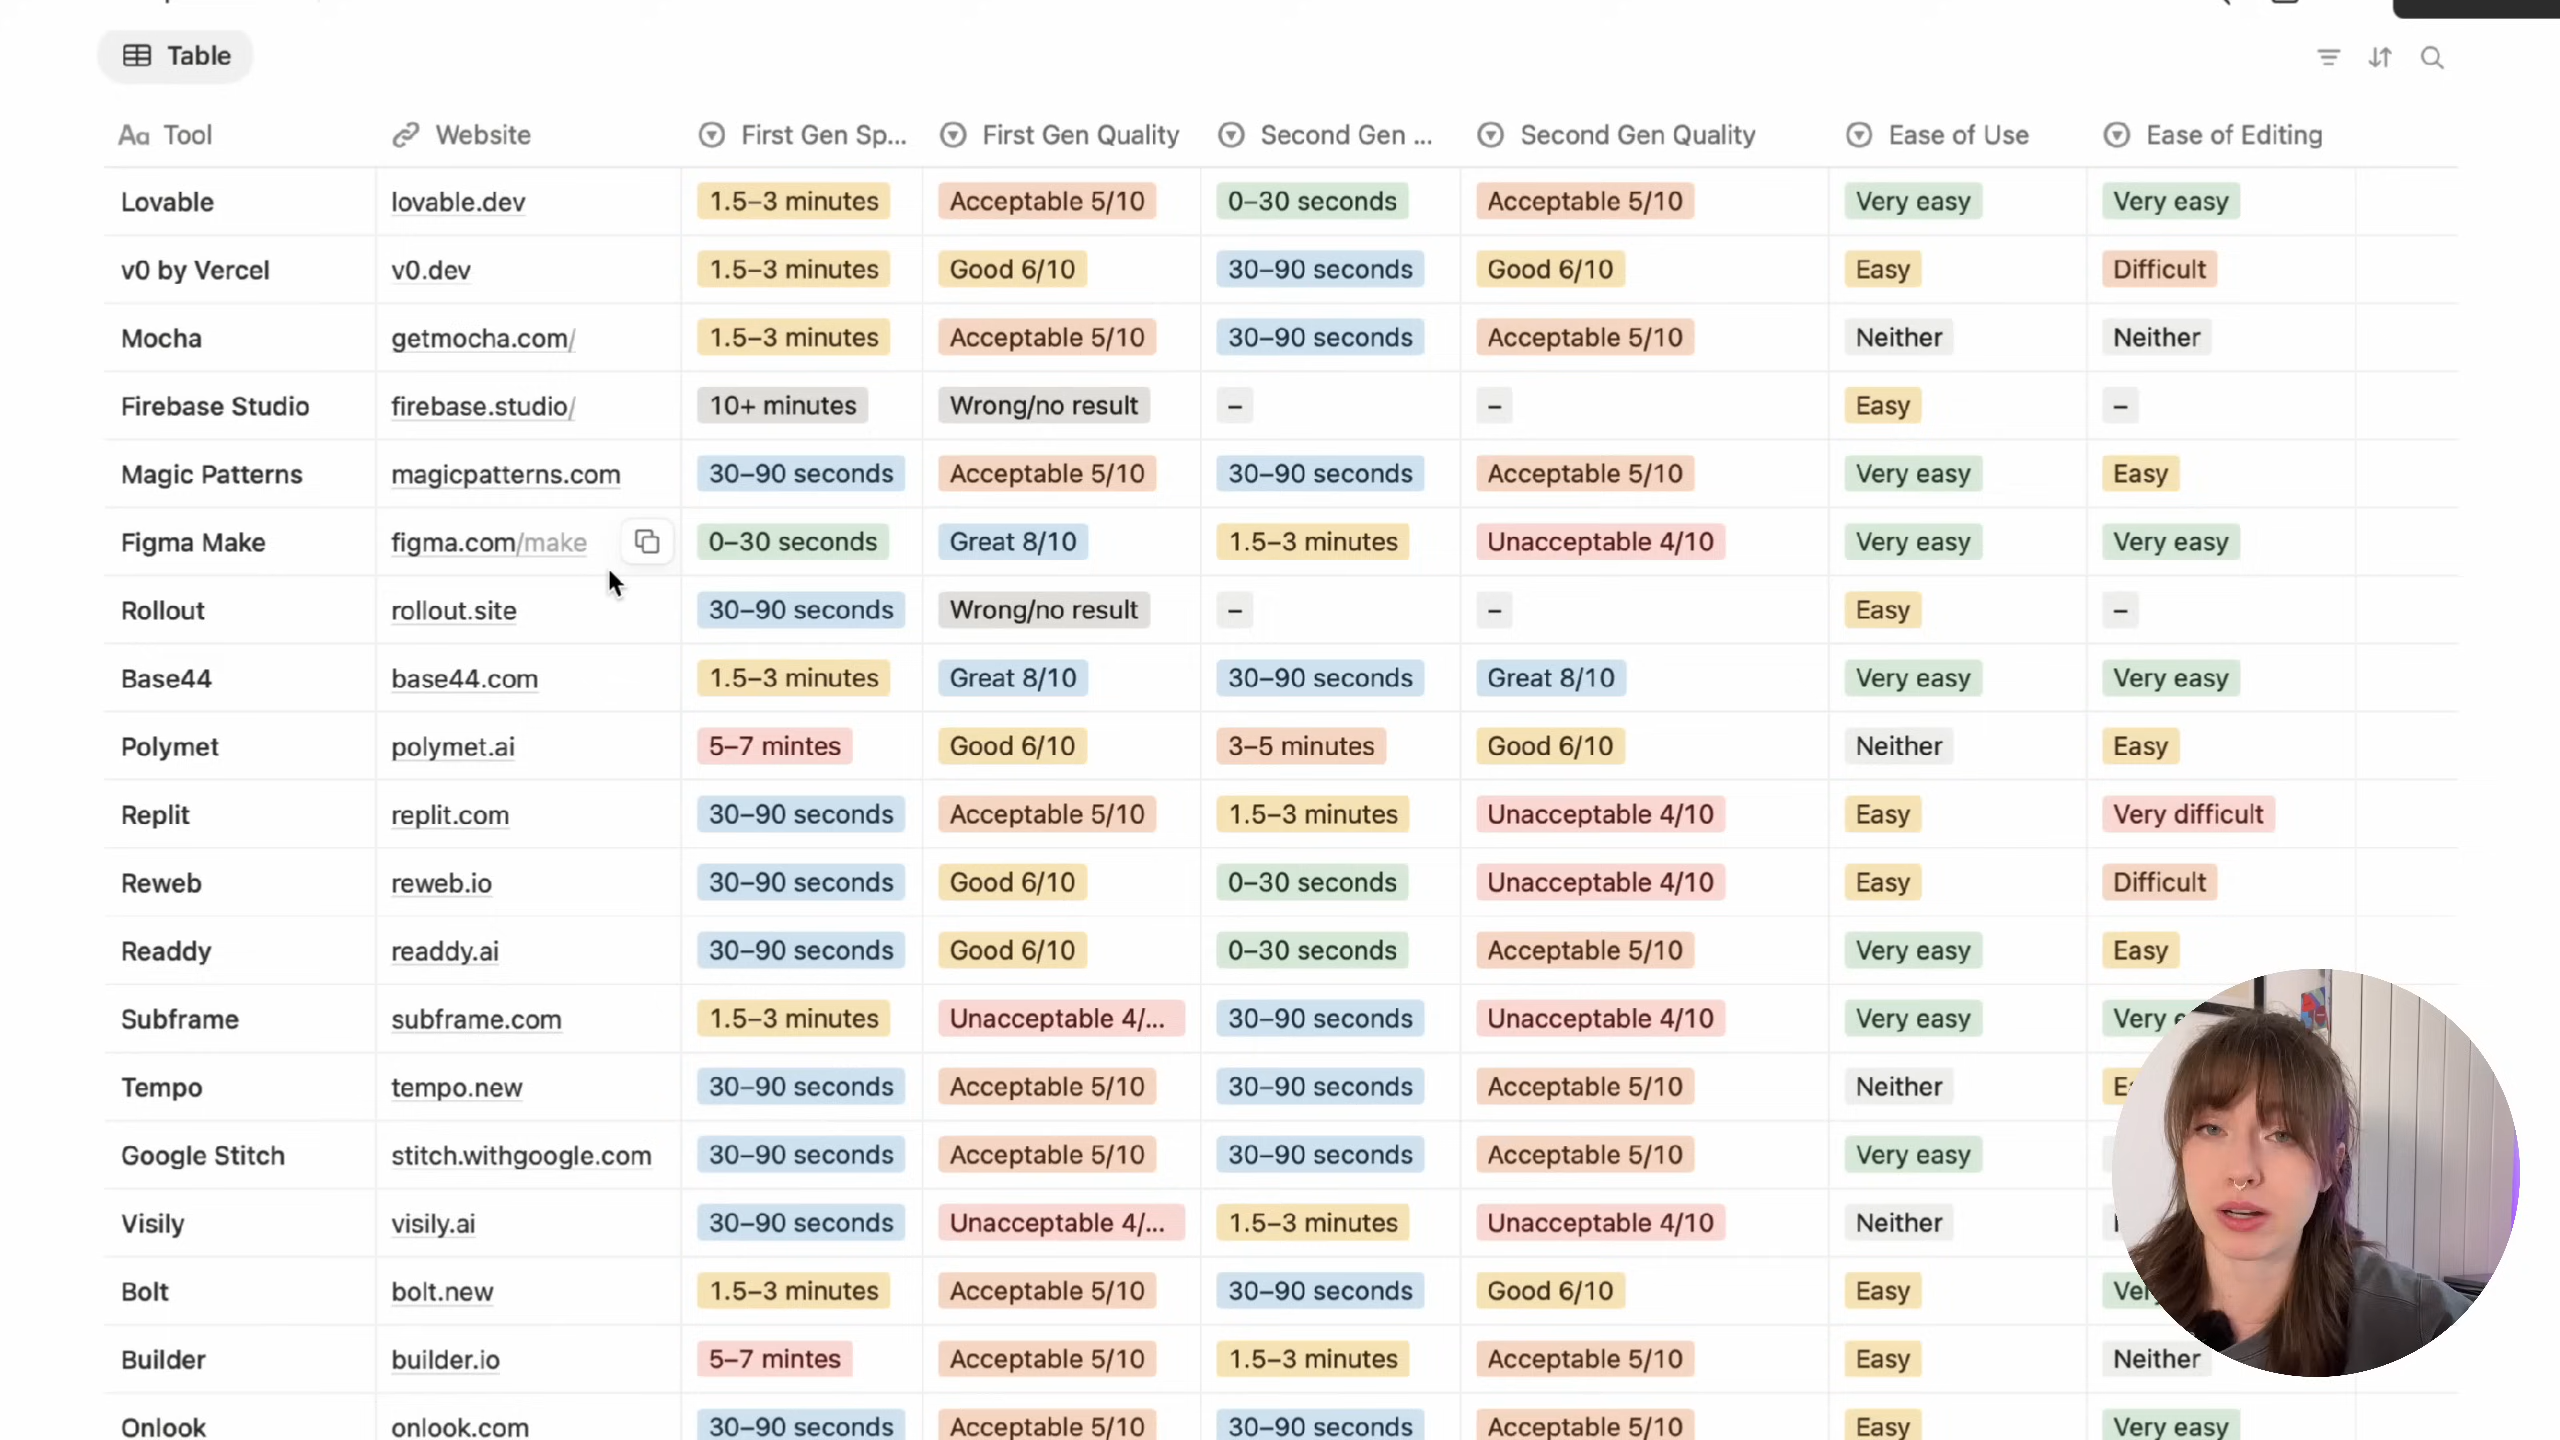 Table
Tool Website First Gen Sp... First Gen Quality Second Gen ... Second Gen Quality Ease of Use Ease of Editing
Lovable lovable.dev 1.5–3 minutes Acceptable 5/10 0–30 seconds Acceptable 5/10 Very easy Very easy
v0 by Vercel v0.dev 1.5–3 minutes Good 6/10 30–90 seconds Good 6/10 Easy Difficult
Mocha getmocha.com/ 1.5–3 minutes Acceptable 5/10 30–90 seconds Acceptable 5/10 Neither Neither
Firebase Studio firebase.studio/ 10+ minutes Wrong/no result – – Easy –
Magic Patterns magicpatterns.com 30–90 seconds Acceptable 5/10 30–90 seconds Acceptable 5/10 Very easy Easy
Figma Make figma.com/make 0–30 seconds Great 8/10 1.5–3 minutes Unacceptable 4/10 Very easy Very easy
Rollout rollout.site 30–90 seconds Wrong/no result – – Easy –
Base44 base44.com 1.5–3 minutes Great 8/10 30–90 seconds Great 8/10 Very easy Very easy
Polymet polymet.ai 5–7 mintes Good 6/10 3–5 minutes Good 6/10 Neither Easy
Replit replit.com 30–90 seconds Acceptable 5/10 1.5–3 minutes Unacceptable 4/10 Easy Very difficult
Reweb reweb.io 30–90 seconds Good 6/10 0–30 seconds Unacceptable 4/10 Easy Difficult
Readdy readdy.ai 30–90 seconds Good 6/10 0–30 seconds Acceptable 5/10 Very easy Easy
Subframe subframe.com 1.5–3 minutes Unacceptable 4/... 30–90 seconds Unacceptable 4/10 Very easy Very
Tempo tempo.new 30–90 seconds Acceptable 5/10 30–90 seconds Acceptable 5/10 Neither
Google Stitch stitch.withgoogle.com 30–90 seconds Acceptable 5/10 30–90 seconds Acceptable 5/10 Very easy
Visily visily.ai 30–90 seconds Unacceptable 4/... 1.5–3 minutes Unacceptable 4/10 Neither
Bolt bolt.new 1.5–3 minutes Acceptable 5/10 30–90 seconds Good 6/10 Easy
Builder builder.io 5–7 mintes Acceptable 5/10 1.5–3 minutes Acceptable 5/10 Easy Neither
Onlook onlook.com 30–90 seconds Acceptable 5/10 30–90 seconds Acceptable 5/10 Easy Very easy